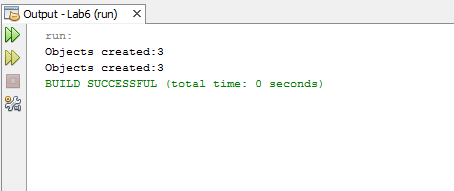 Output - Lab6 (run)
run:
Objects created:3
Objects created:3
BUILD SUCCESSFUL (total time: 0 seconds)